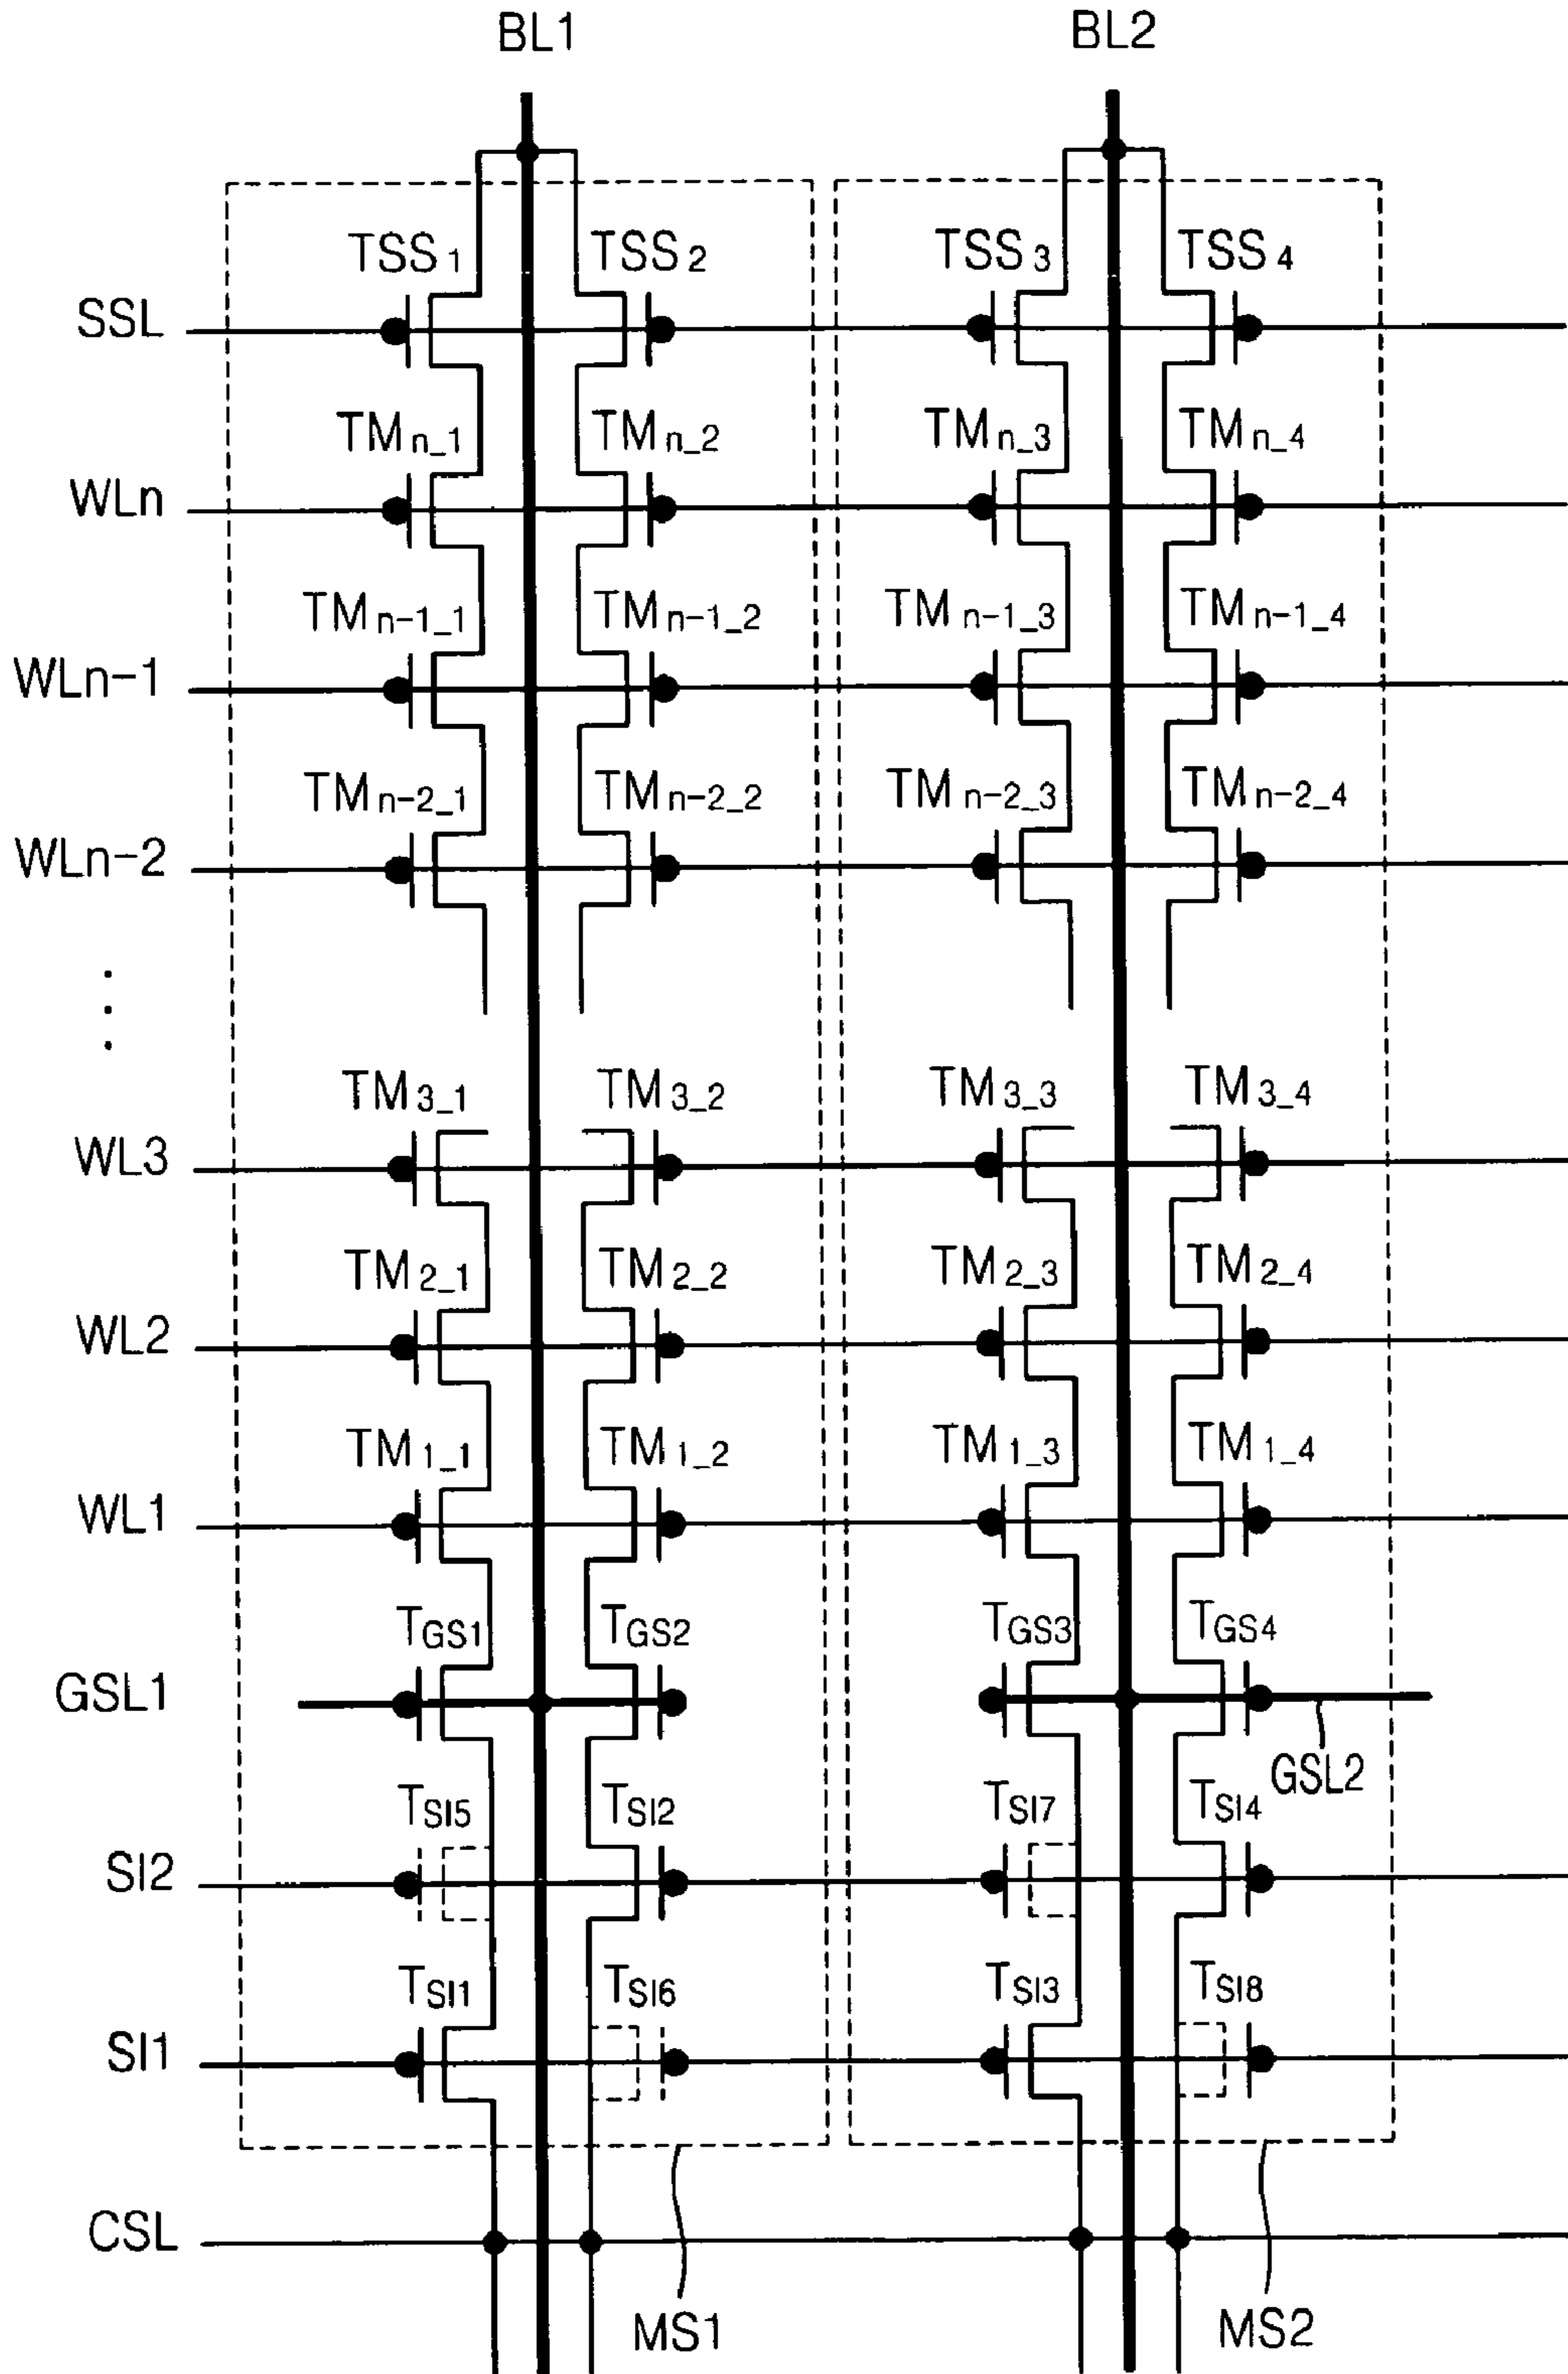 BL1 BL2
TSS1 TSS2 TSS3 TSS4
SSL
TMn_1 TMn_2 TMn_3 TMn_4
WLn
TMn-1_1 TMn-1_2 TMn-1_3 TMn-1_4
WLn-1
TMn-2_1 TMn-2_2 TMn-2_3 TMn-2_4
WLn-2
TM3_1 TM3_2 TM3_3 TM3_4
WL3
TM2_1 TM2_2 TM2_3 TM2_4
WL2
TM1_1 TM1_2 TM1_3 TM1_4
WL1
TGS1 TGS2 TGS3 TGS4
GSL1
GSL2
TSI5 TSI2 TSI7 TSI4
SI2
TSI1 TSI6 TSI3 TSI8
SI1
CSL
MS1 MS2